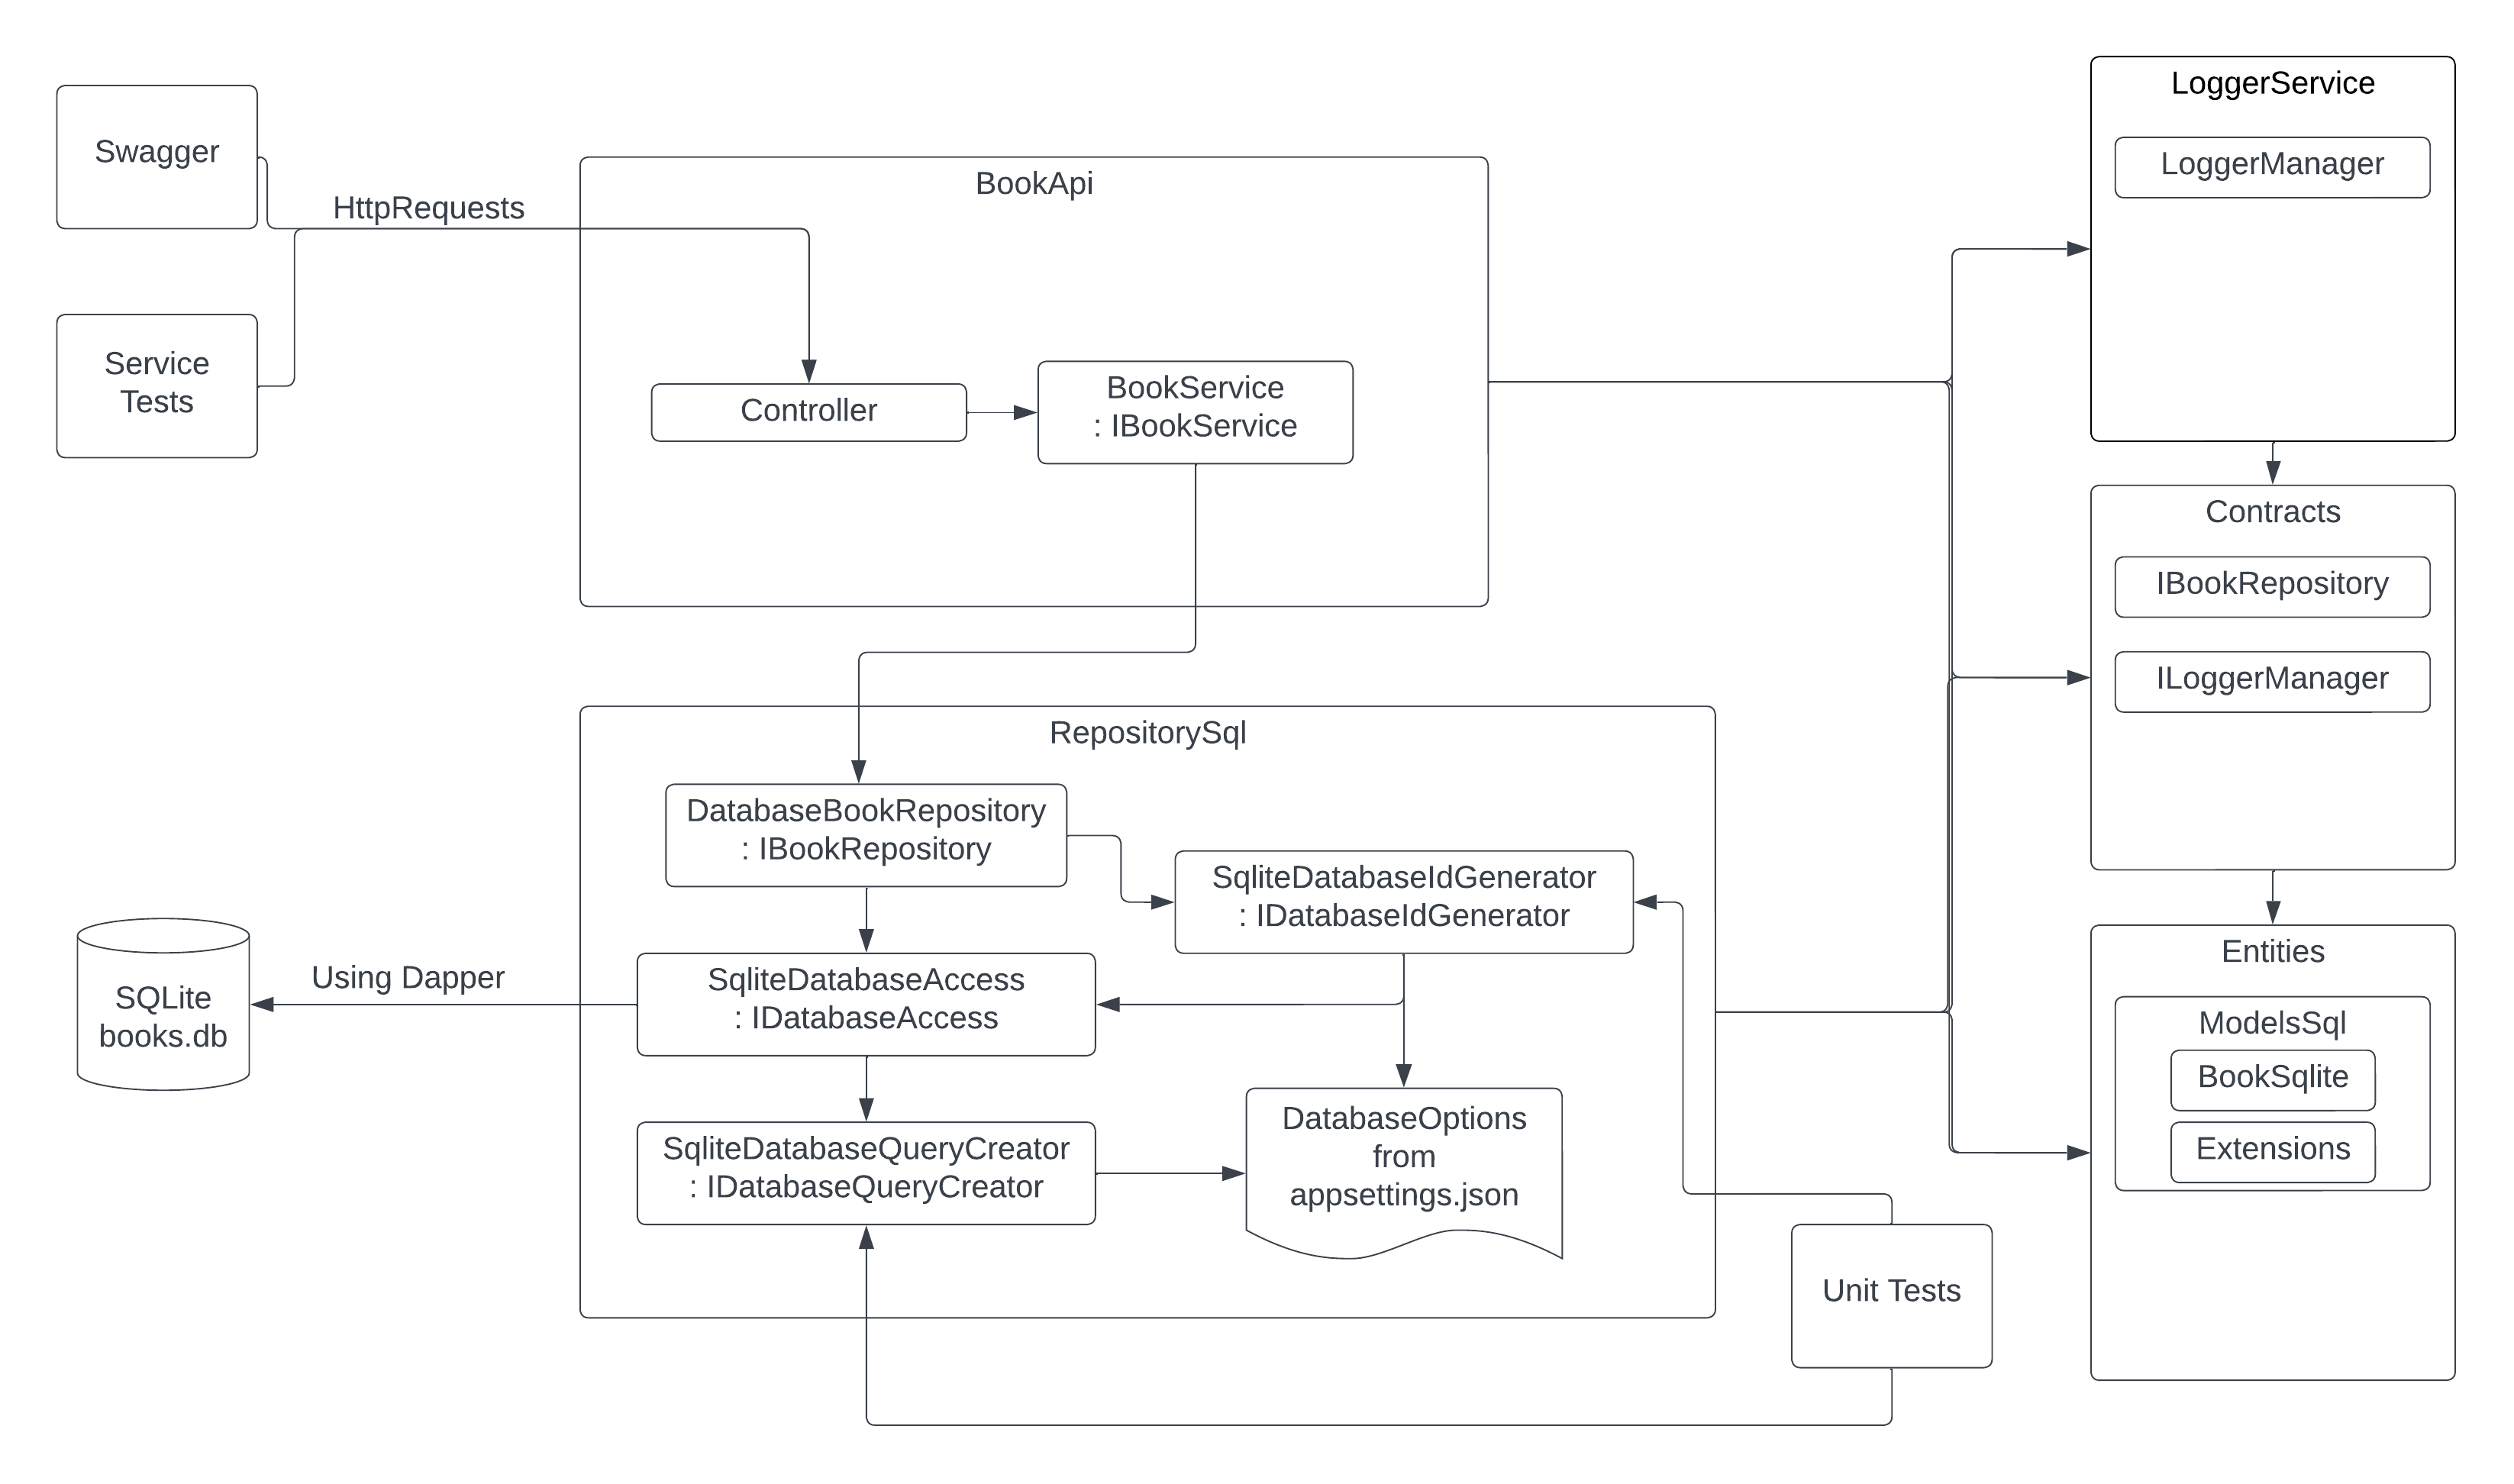 Swagger
HttpRequests
Service
Tests
BookApi
Controller
BookService
: IBookService
LoggerService
LoggerManager
Contracts
IBookRepository
ILoggerManager
RepositorySql
DatabaseBookRepository
: IBookRepository
SqliteDatabaseIdGenerator
: IDatabaseIdGenerator
SqliteDatabaseAccess
: IDatabaseAccess
Using Dapper
SQLite
books.db
SqliteDatabaseQueryCreator
: IDatabaseQueryCreator
DatabaseOptions
from
appsettings.json
Unit Tests
Entities
ModelsSql
BookSqlite
Extensions